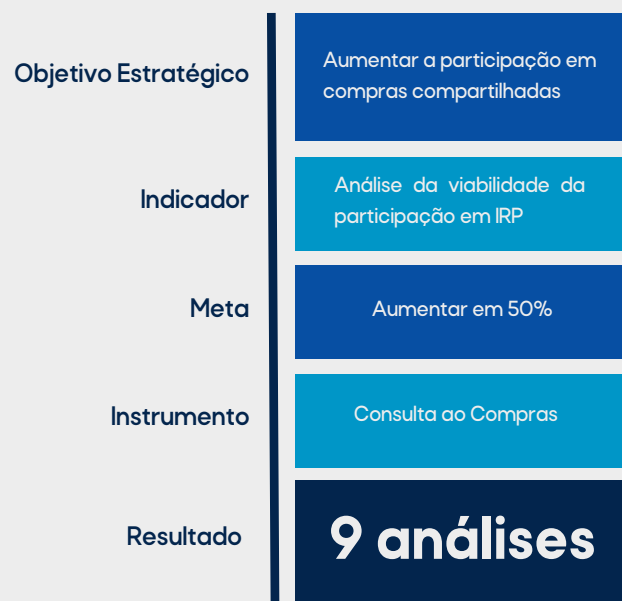 Objetivo Estratégico
Aumentar a participação em
compras compartilhadas
Indicador
Análise da viabilidade da
participação em IRP
Meta
Aumentar em 50%
Instrumento
Consulta ao Compras
Resultado
9 análises